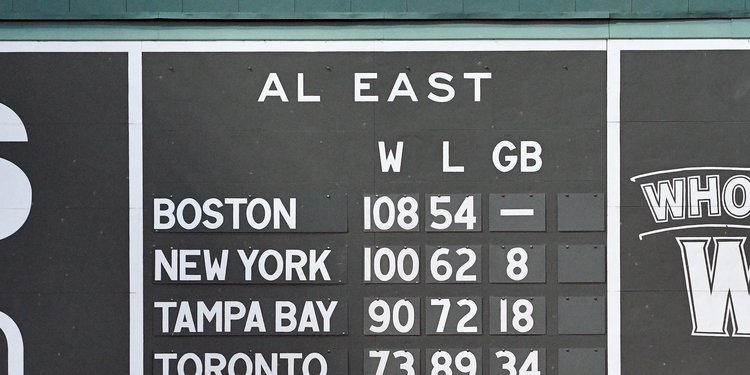 AL EAST
W L GB
BOSTON 108 54 —
NEW YORK 100 62 8
TAMPA BAY 90 72 18
TORONTO 73 89 34
WHO
W